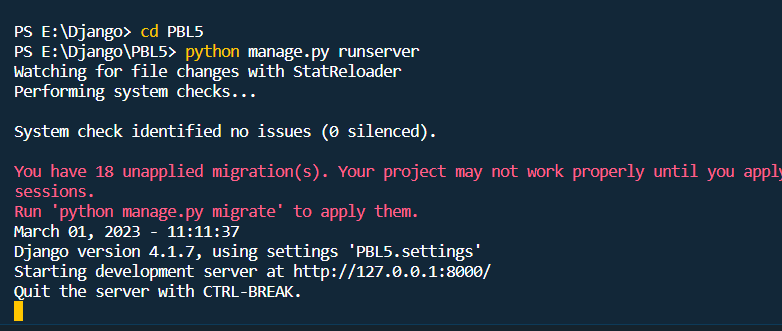 PS E:\Django> cd PBL5
PS E:\Django\PBL5> python manage.py runserver
Watching for file changes with StatReloader
Performing system checks...
System check identified no issues (0 silenced).
You have 18 unapplied migration(s). Your project may not work properly until you apply
sessions.
Run 'python manage.py migrate' to apply them.
March 01, 2023 - 11:11:37
Django version 4.1.7, using settings 'PBL5.settings'
Starting development server at http://127.0.0.1:8000/
Quit the server with CTRL-BREAK.